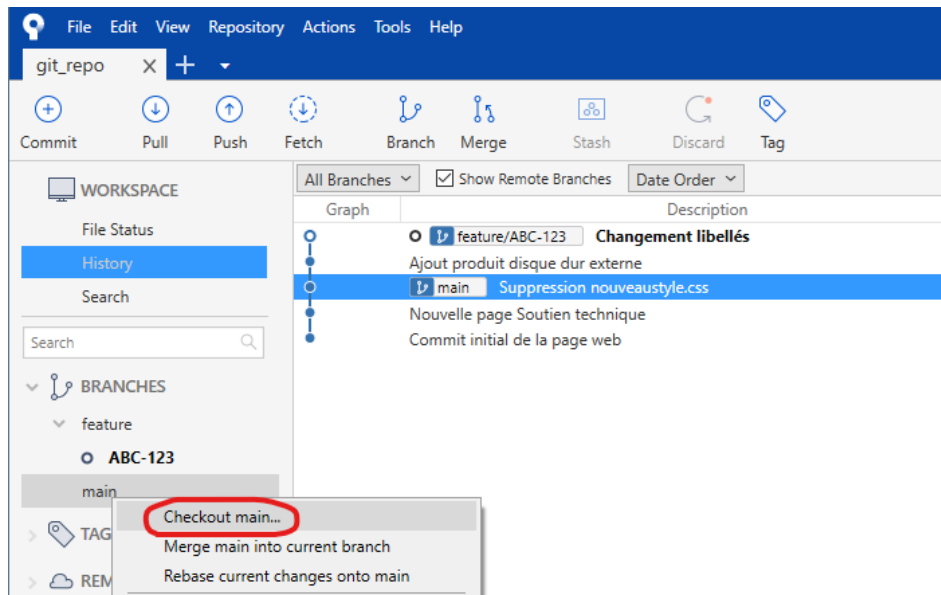 File Edit View Repository Actions Tools Help
git_repo
Commit Pull Push Fetch Branch Merge Stash Discard Tag
WORKSPACE
File Status
History
Search
Search
BRANCHES
feature
ABC-123
main
TAG
REM
All Branches Show Remote Branches Date Order
Graph Description
feature/ABC-123 Changement libellés
Ajout produit disque dur externe
main Suppression nouveaustyle.css
Nouvelle page Soutien technique
Commit initial de la page web
Checkout main...
Merge main into current branch
Rebase current changes onto main